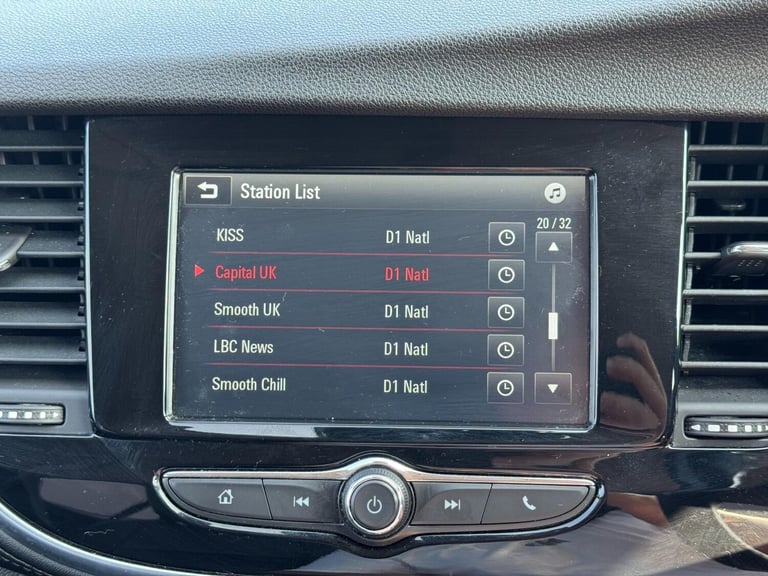 Station List
20 / 32
KISS D1 Natl
Capital UK D1 Natl
Smooth UK D1 Natl
LBC News D1 Natl
Smooth Chill D1 Natl